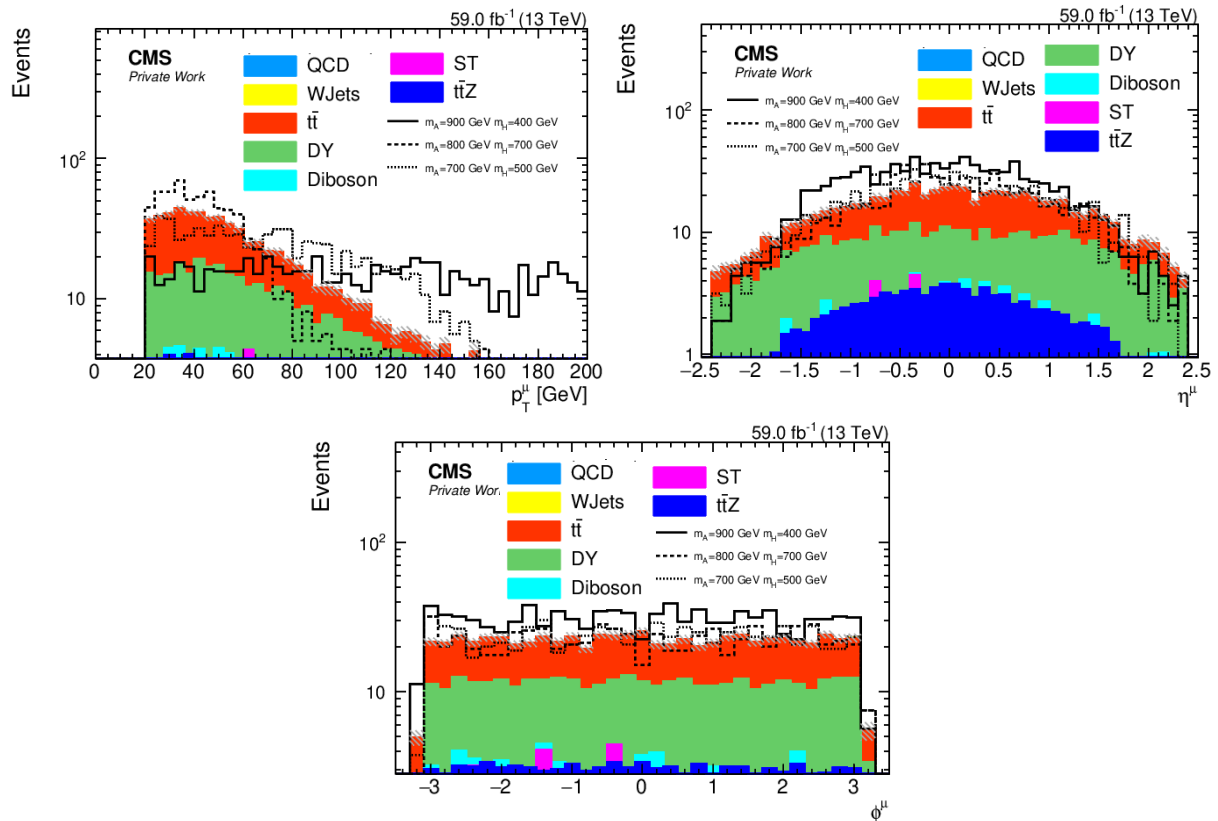 59.0 fb⁻¹ (13 TeV)
Events
CMS
Private Work
QCD
WJets
tt̄
DY
Diboson
ST
tt̄Z
m_A=900 GeV m_H=400 GeV
m_A=800 GeV m_H=700 GeV
m_A=700 GeV m_H=500 GeV
10²
10
0 20 40 60 80 100 120 140 160 180 200
p_T^μ [GeV]
59.0 fb⁻¹ (13 TeV)
Events
CMS
Private Work
m_A=900 GeV m_H=400 GeV
m_A=800 GeV m_H=700 GeV
m_A=700 GeV m_H=500 GeV
QCD
WJets
tt̄
DY
Diboson
ST
tt̄Z
10²
10
1
−2.5 −2 −1.5 −1 −0.5 0 0.5 1 1.5 2 2.5
η^μ
59.0 fb⁻¹ (13 TeV)
Events
CMS
Private Wor
QCD
WJets
tt̄
DY
Diboson
ST
tt̄Z
m_A=900 GeV m_H=400 GeV
m_A=800 GeV m_H=700 GeV
m_A=700 GeV m_H=500 GeV
10²
10
−3 −2 −1 0 1 2 3
ϕ^μ